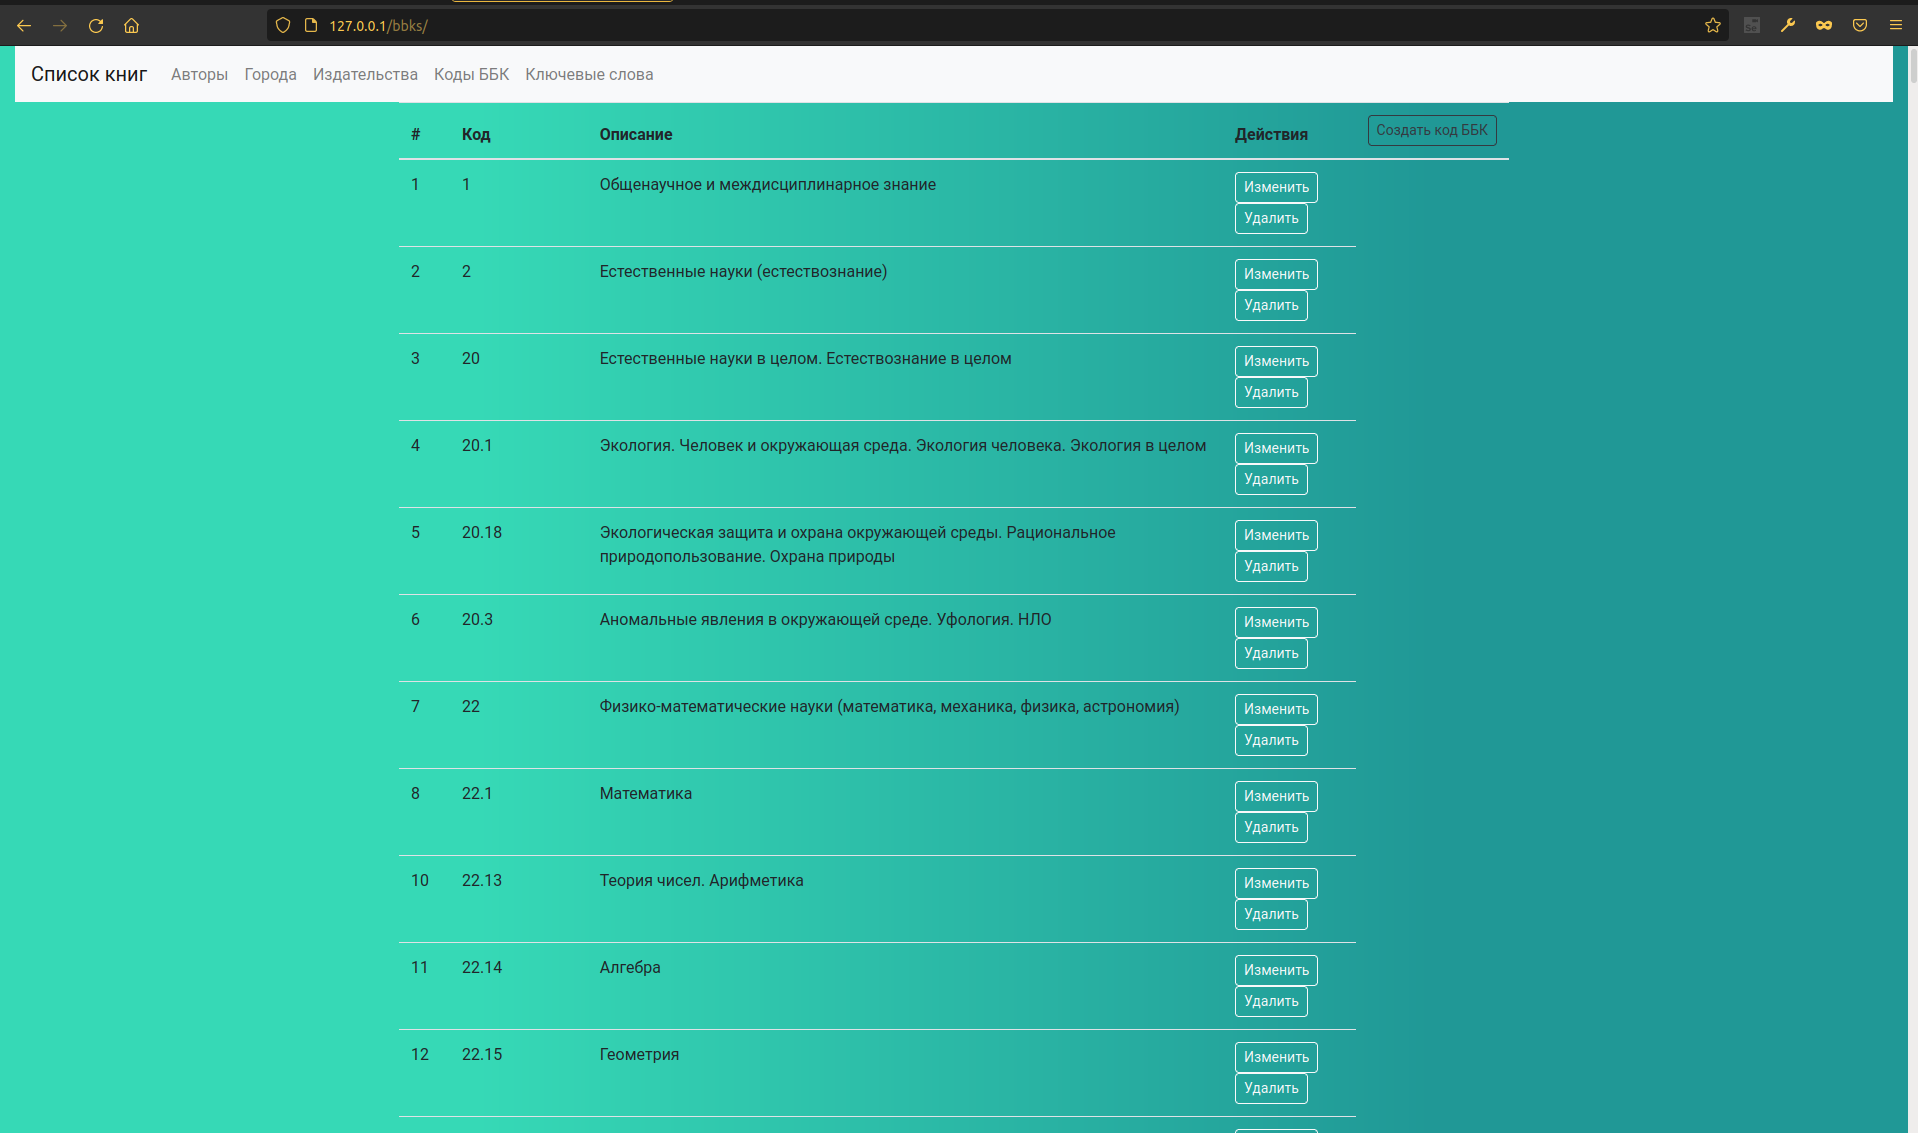 127.0.0.1/bbks/
Список книг Авторы Города Издательства Коды ББК Ключевые слова
# Код Описание Действия Создать код ББК
1 1 Общенаучное и междисциплинарное знание Изменить
Удалить
2 2 Естественные науки (естествознание) Изменить
Удалить
3 20 Естественные науки в целом. Естествознание в целом Изменить
Удалить
4 20.1 Экология. Человек и окружающая среда. Экология человека. Экология в целом Изменить
Удалить
5 20.18 Экологическая защита и охрана окружающей среды. Рациональное Изменить
природопользование. Охрана природы Удалить
6 20.3 Аномальные явления в окружающей среде. Уфология. НЛО Изменить
Удалить
7 22 Физико-математические науки (математика, механика, физика, астрономия) Изменить
Удалить
8 22.1 Математика Изменить
Удалить
10 22.13 Теория чисел. Арифметика Изменить
Удалить
11 22.14 Алгебра Изменить
Удалить
12 22.15 Геометрия Изменить
Удалить